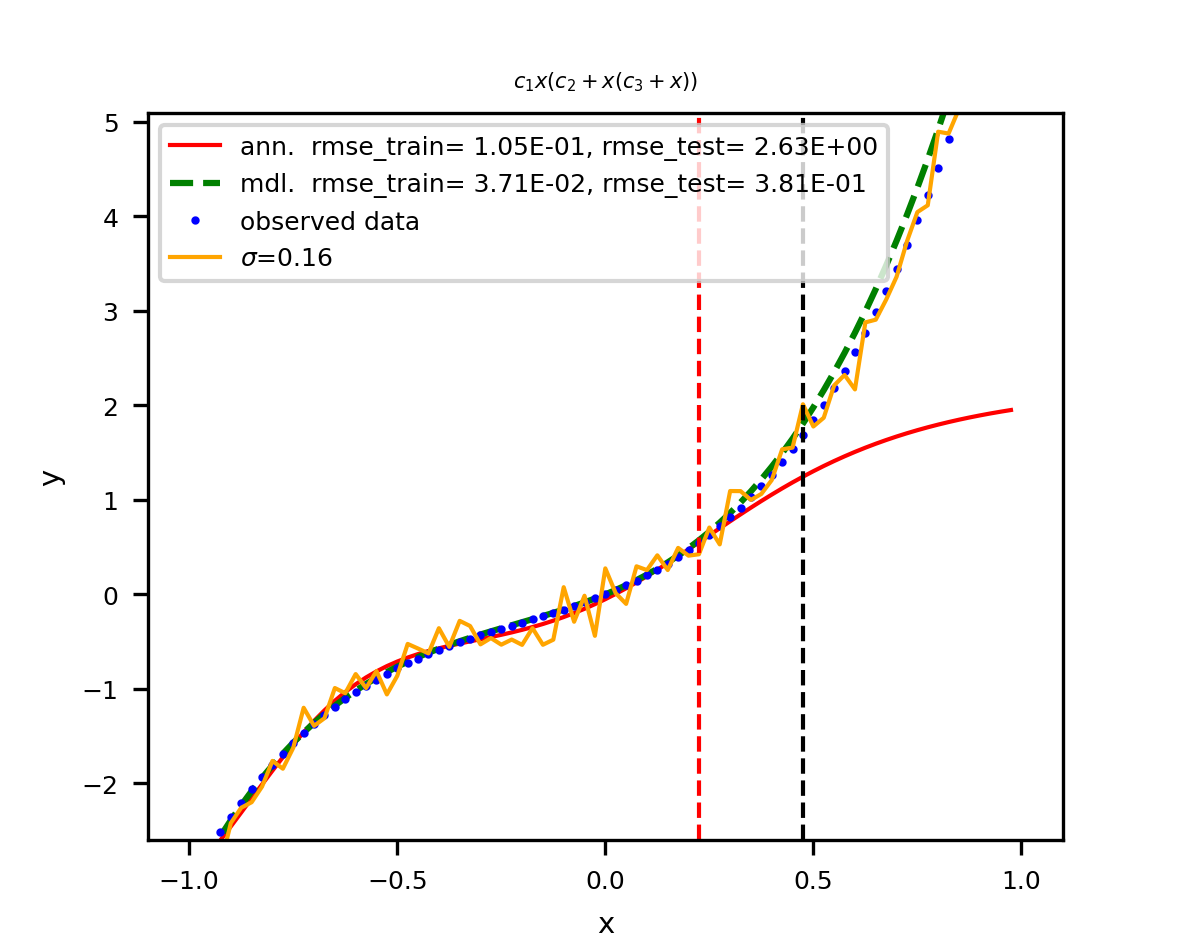 c₁x(c₂ + x(c₃ + x))
ann. rmse_train= 1.05E-01, rmse_test= 2.63E+00
mdl. rmse_train= 3.71E-02, rmse_test= 3.81E-01
observed data
σ=0.16
5
4
3
2
1
0
−1
−2
y
−1.0 −0.5 0.0 0.5 1.0
x